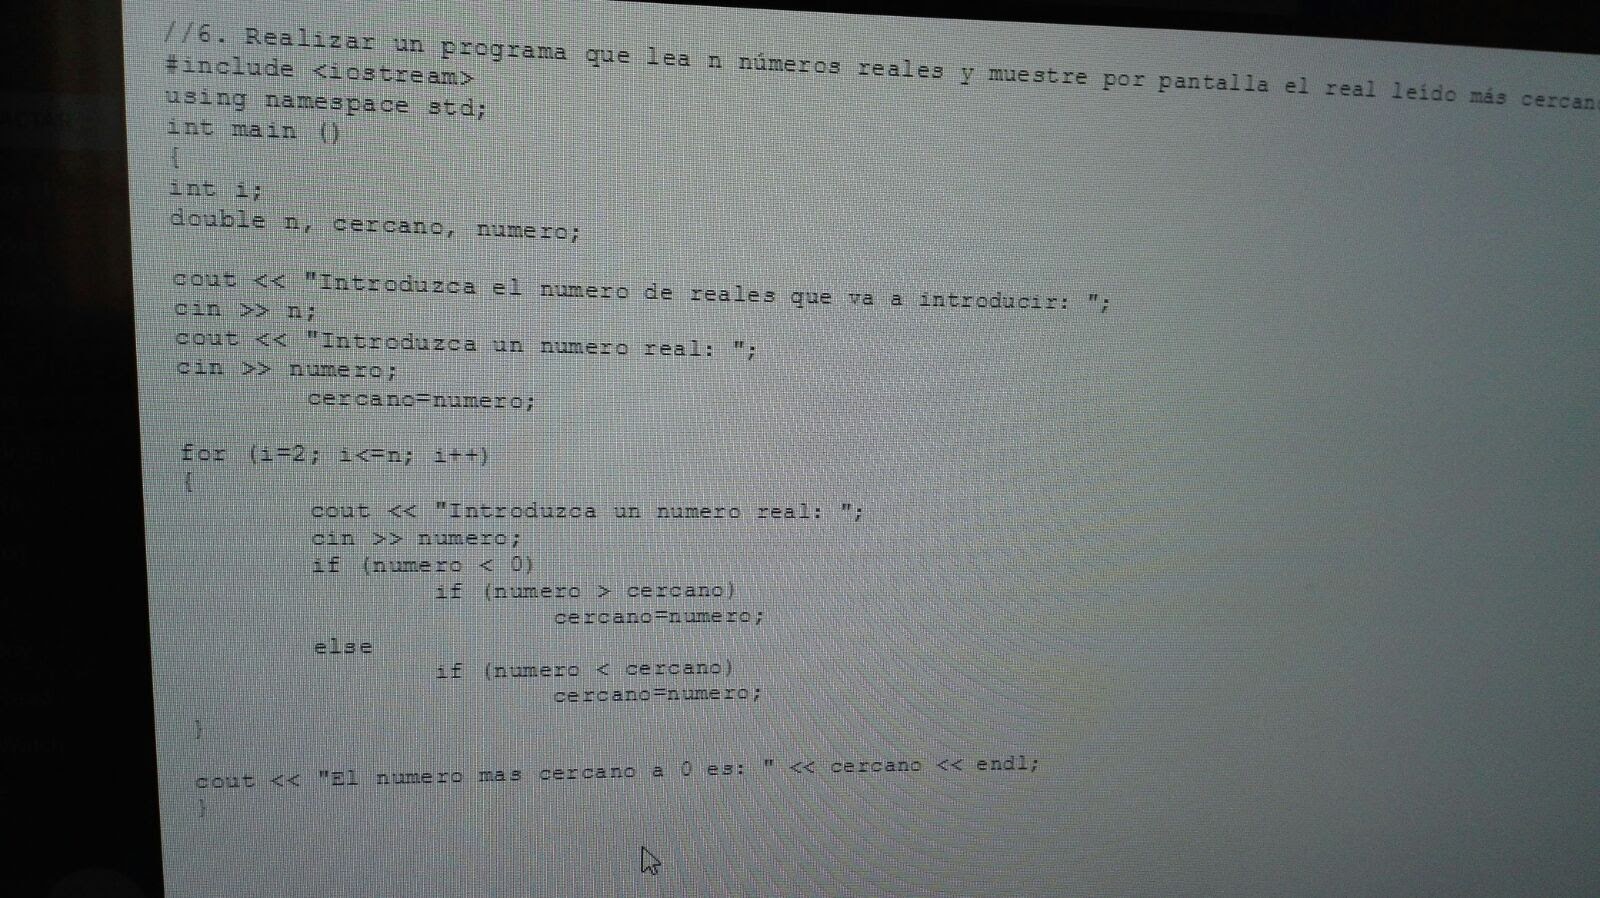 //6. Realizar un programa que lea n números reales y muestre por pantalla el real leído más
#include <iostream>
using namespace std;
int main ()
{
int i;
double n, cercano, numero;
cout << "Introduzca el numero de reales que va a introducir: ";
cin >> n;
cout << "Introduzca un numero real: ";
cin >> numero;
cercano=numero;
for (i=2; i<=n; i++)
{
cout << "Introduzca un numero real: ";
cin >> numero;
if (numero < 0)
if (numero > cercano)
cercano=numero;
else
if (numero < cercano)
cercano=numero;
}
cout << "El numero mas cercano a 0 es: " << cercano << endl;
}